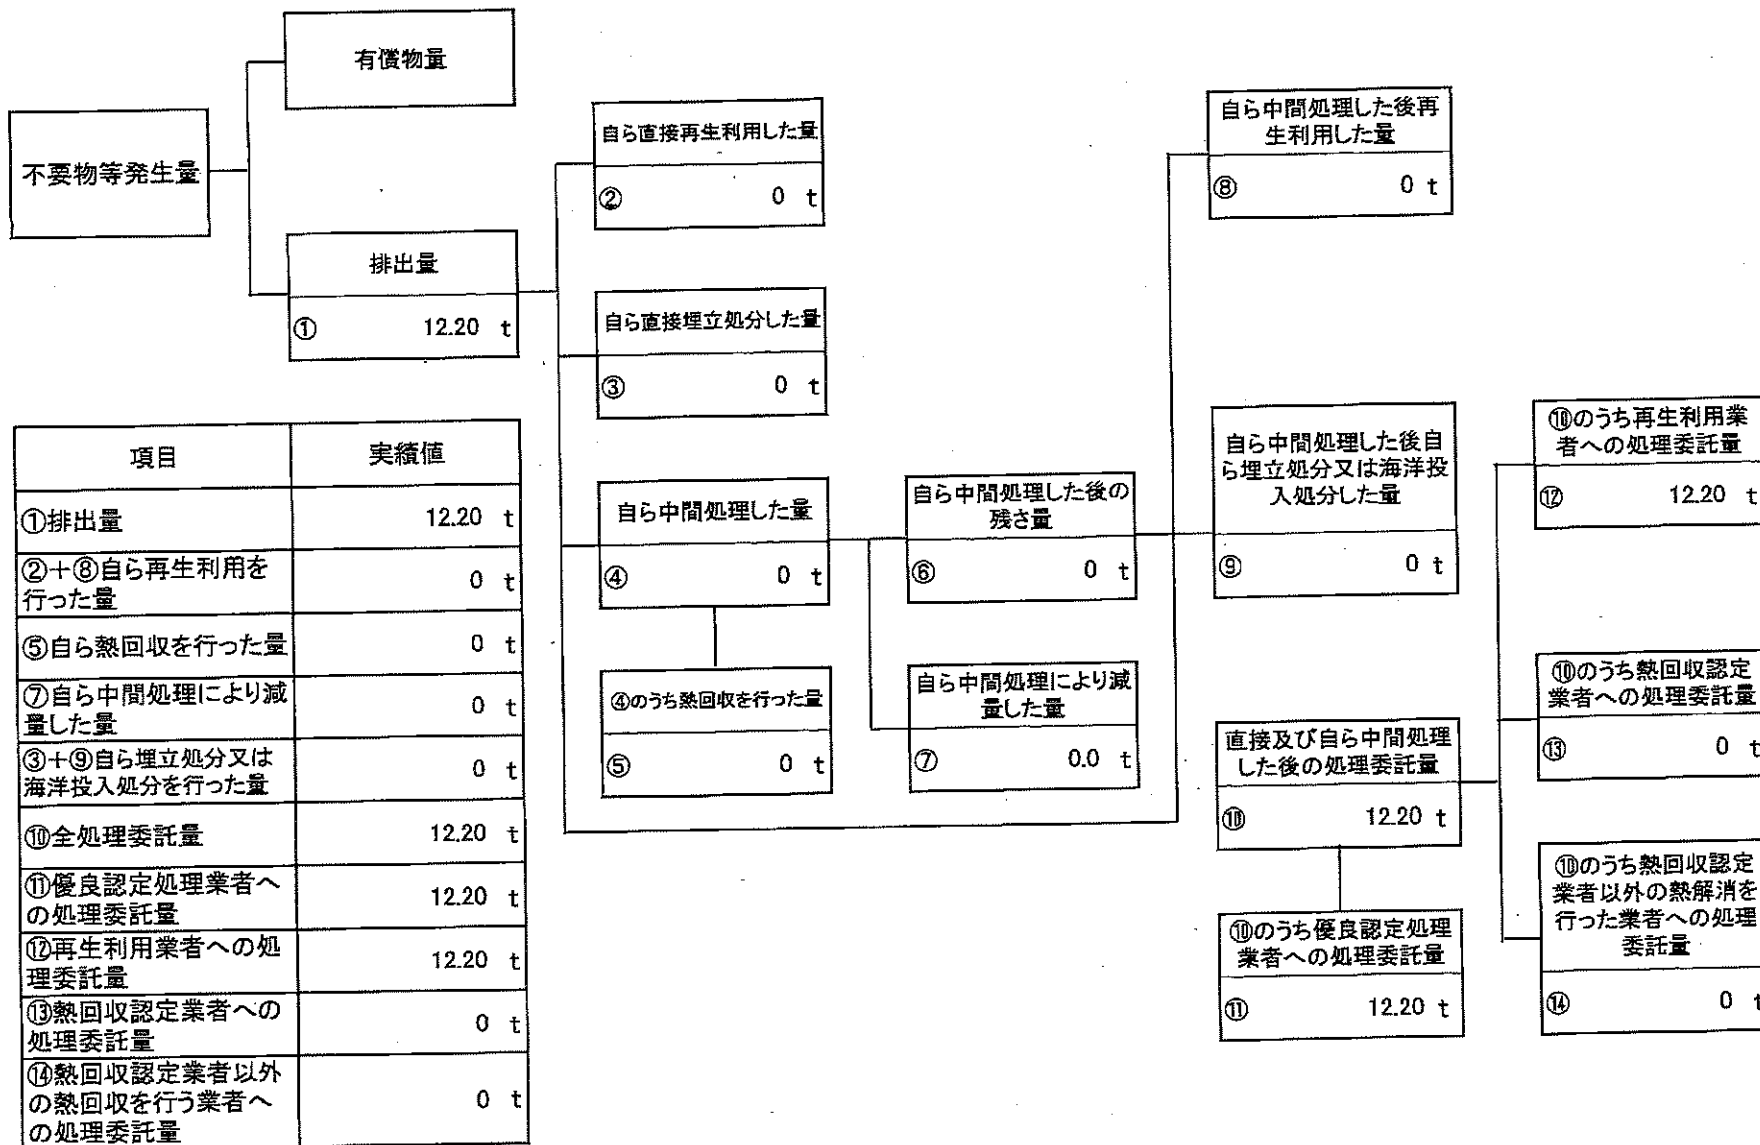 有償物量
不要物等発生量
排出量
① 12.20 t
自ら直接再生利用した量
② 0 t
自ら直接埋立処分した量
③ 0 t
自ら中間処理した量
④ 0 t
④のうち熱回収を行った量
⑤ 0 t
自ら中間処理した後の
残さ量
⑥ 0 t
自ら中間処理により減
量した量
⑦ 0.0 t
自ら中間処理した後再
生利用した量
⑧ 0 t
自ら中間処理した後自
ら埋立処分又は海洋投
入処分した量
⑨ 0 t
直接及び自ら中間処理
した後の処理委託量
⑩ 12.20 t
⑩のうち優良認定処理
業者への処理委託量
⑪ 12.20 t
⑩のうち再生利用業
者への処理委託量
⑫ 12.20 t
⑩のうち熱回収認定
業者への処理委託量
⑬ 0 t
⑩のうち熱回収認定
業者以外の熱解消を
行った業者への処理
委託量
⑭ 0 t
項目 実績値
①排出量 12.20 t
②+⑧自ら再生利用を
行った量 0 t
⑤自ら熱回収を行った量 0 t
⑦自ら中間処理により減
量した量 0 t
③+⑨自ら埋立処分又は
海洋投入処分を行った量 0 t
⑩全処理委託量 12.20 t
⑪優良認定処理業者へ
の処理委託量 12.20 t
⑫再生利用業者への処
理委託量 12.20 t
⑬熱回収認定業者への
処理委託量 0 t
⑭熱回収認定業者以外
の熱回収を行う業者へ
の処理委託量 0 t